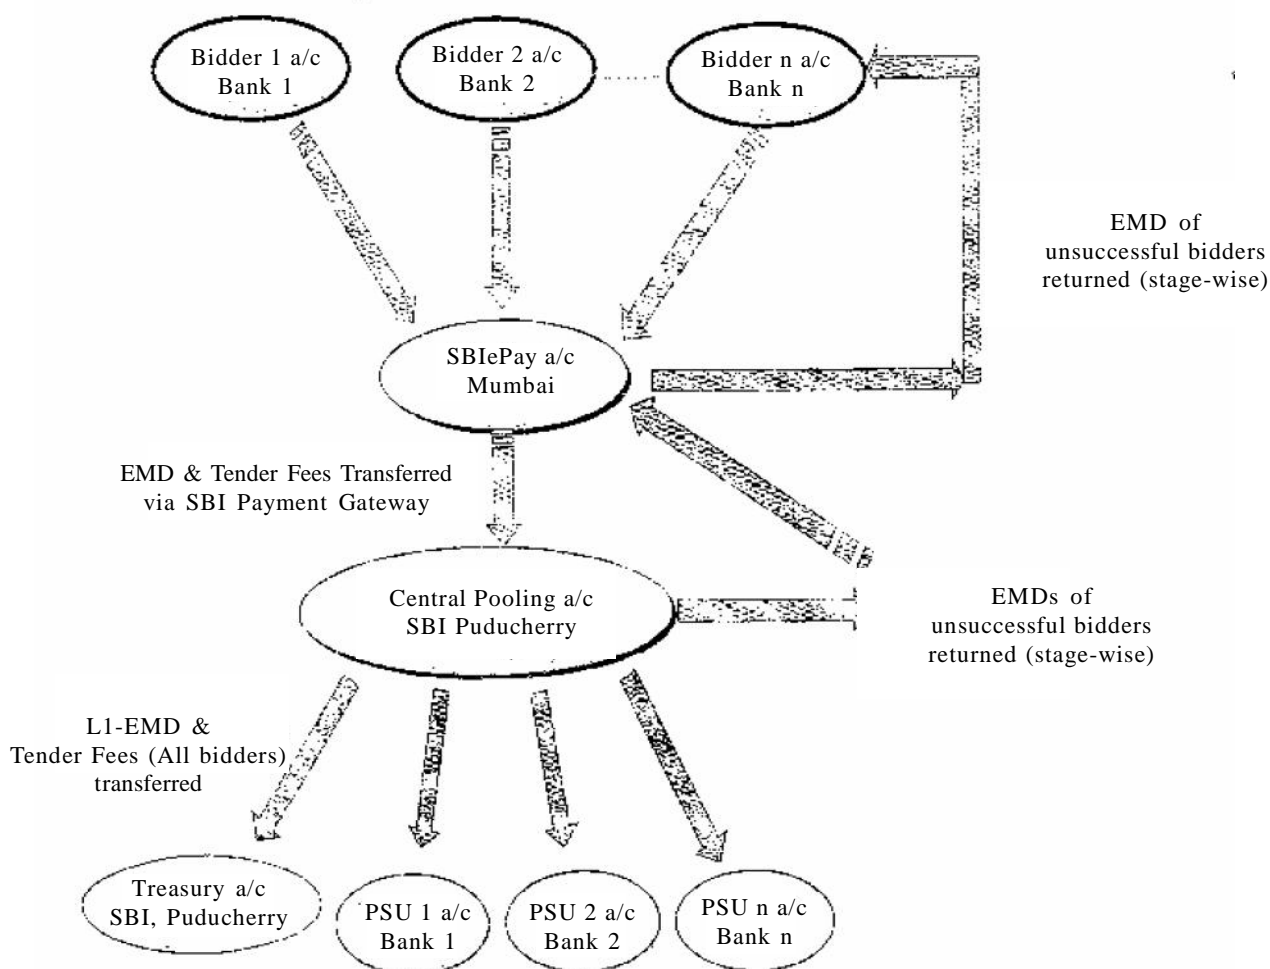 Bidder 1 a/c
Bank 1
Bidder 2 a/c
Bank 2
Bidder n a/c
Bank n
EMD of
unsuccessful bidders
returned (stage-wise)
SBIePay a/c
Mumbai
EMD & Tender Fees Transferred
via SBI Payment Gateway
Central Pooling a/c
SBI Puducherry
EMDs of
unsuccessful bidders
returned (stage-wise)
L1-EMD &
Tender Fees (All bidders)
transferred
Treasury a/c
SBI, Puducherry
PSU 1 a/c
Bank 1
PSU 2 a/c
Bank 2
PSU n a/c
Bank n